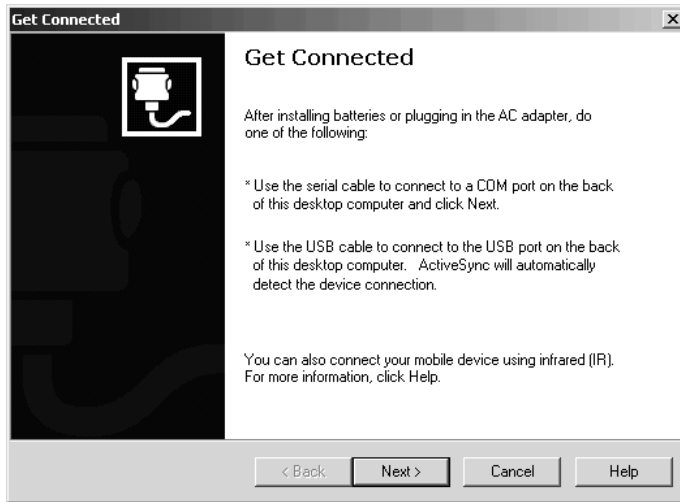 Get Connected
Get Connected
After installing batteries or plugging in the AC adapter, do
one of the following:
* Use the serial cable to connect to a COM port on the back
of this desktop computer and click Next.
* Use the USB cable to connect to the USB port on the back
of this desktop computer. ActiveSync will automatically
detect the device connection.
You can also connect your mobile device using infrared (IR).
For more information, click Help.
< Back Next > Cancel Help